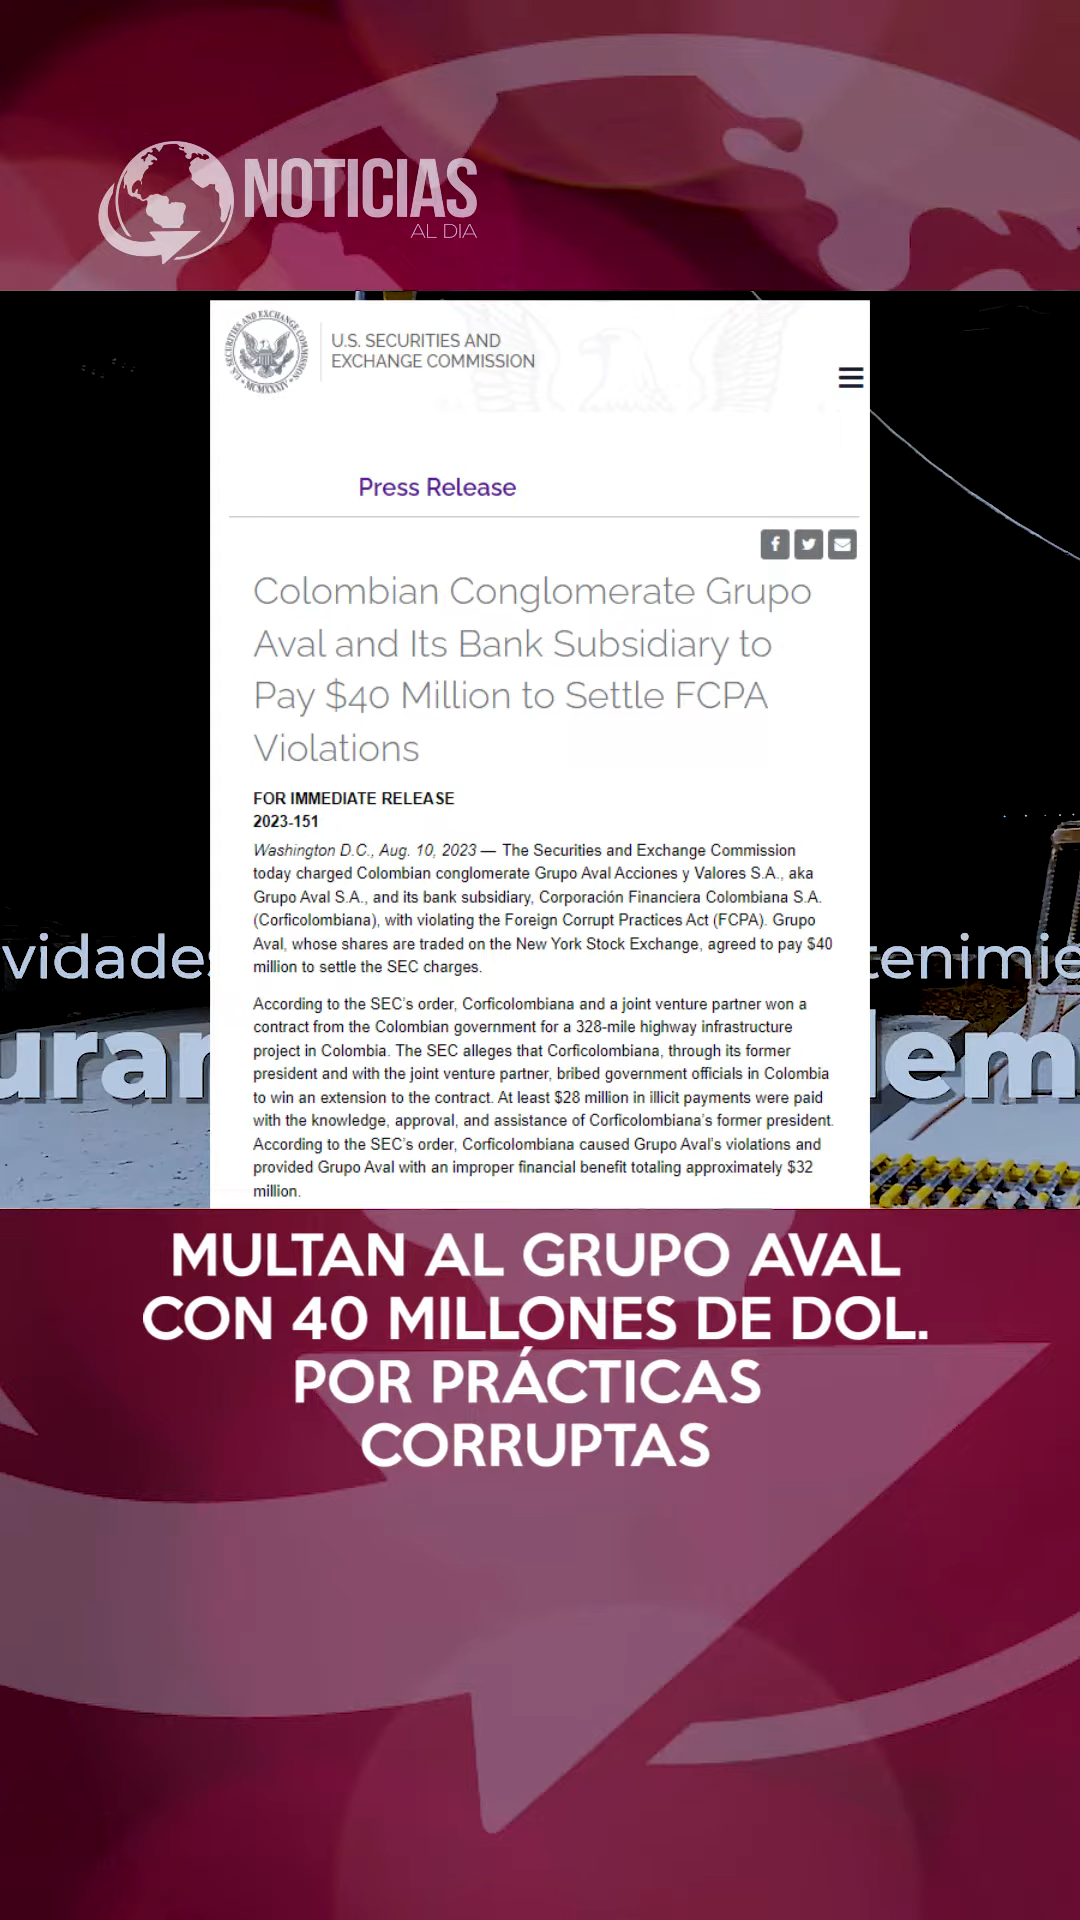 NOTICIAS
AL DIA
U.S. SECURITIES AND
EXCHANGE COMMISSION
U.S. SECURITIES AND EXCHANGE COMMISSION
MCMXXXIV
Press Release
Colombian Conglomerate Grupo
Aval and Its Bank Subsidiary to
Pay $40 Million to Settle FCPA
Violations
FOR IMMEDIATE RELEASE
2023-151
Washington D.C., Aug. 10, 2023 — The Securities and Exchange Commission
today charged Colombian conglomerate Grupo Aval Acciones y Valores S.A., aka
Grupo Aval S.A., and its bank subsidiary, Corporación Financiera Colombiana S.A.
(Corficolombiana), with violating the Foreign Corrupt Practices Act (FCPA). Grupo
Aval, whose shares are traded on the New York Stock Exchange, agreed to pay $40
million to settle the SEC charges.
According to the SEC's order, Corficolombiana and a joint venture partner won a
contract from the Colombian government for a 328-mile highway infrastructure
project in Colombia. The SEC alleges that Corficolombiana, through its former
president and with the joint venture partner, bribed government officials in Colombia
to win an extension to the contract. At least $28 million in illicit payments were paid
with the knowledge, approval, and assistance of Corficolombiana's former president.
According to the SEC's order, Corficolombiana caused Grupo Aval's violations and
provided Grupo Aval with an improper financial benefit totaling approximately $32
million.
vidades
tenimie
uran
dem
MULTAN AL GRUPO AVAL
CON 40 MILLONES DE DOL.
POR PRÁCTICAS
CORRUPTAS